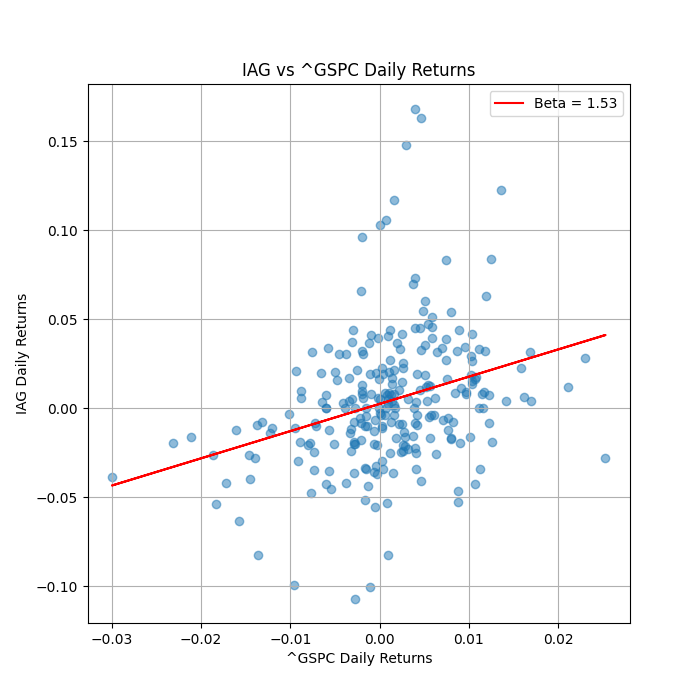 IAG vs ^GSPC Daily Returns
Beta = 1.53
0.15
0.10
0.05
0.00
−0.05
−0.10
IAG Daily Returns
−0.03 −0.02 −0.01 0.00 0.01 0.02
^GSPC Daily Returns